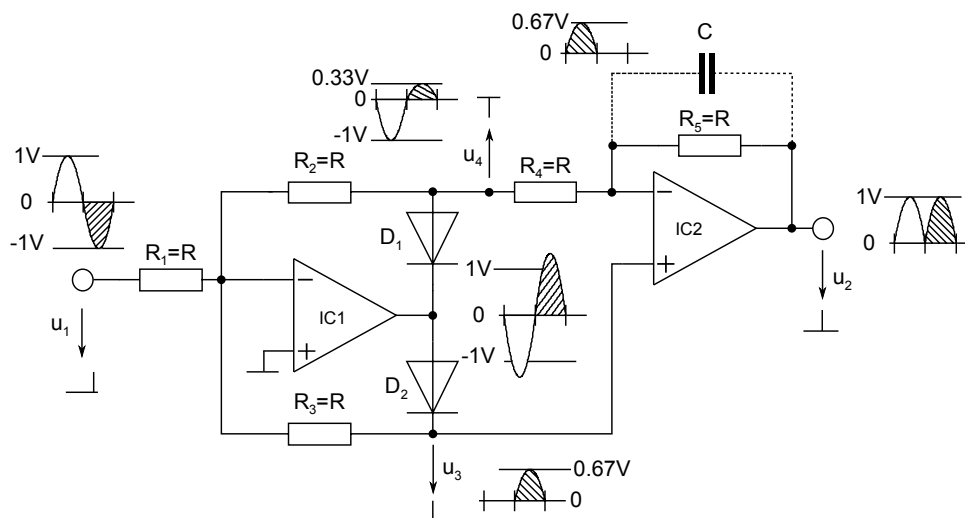 0.67V
0
C
0.33V
0
-1V
u₄
R₅=R
1V
0
-1V
R₂=R
R₄=R
−
IC2
+
1V
0
u₂
R₁=R
u₁
D₁
−
IC1
+
1V
0
-1V
D₂
R₃=R
u₃
0.67V
0